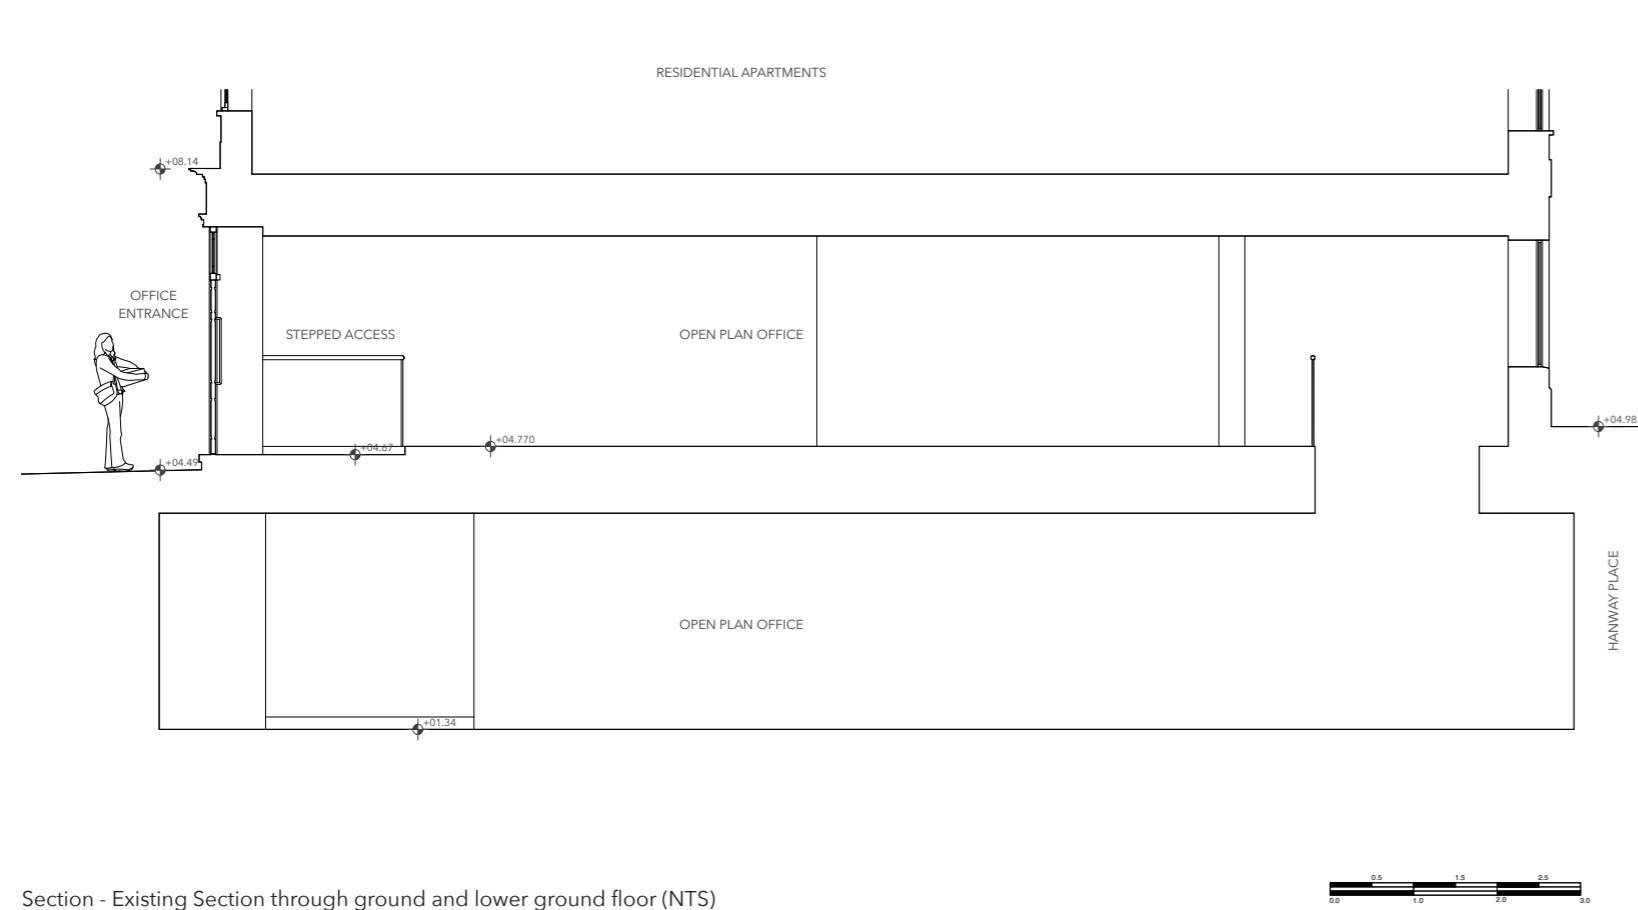 RESIDENTIAL APARTMENTS
+08.14
OFFICE
ENTRANCE
STEPPED ACCESS
OPEN PLAN OFFICE
+04.98
+04.67
+04.770
+04.49
OPEN PLAN OFFICE
HANWAY PLACE
+01.34
Section - Existing Section through ground and lower ground floor (NTS)
0.5 1.5 2.5
0.0 1.0 2.0 3.0